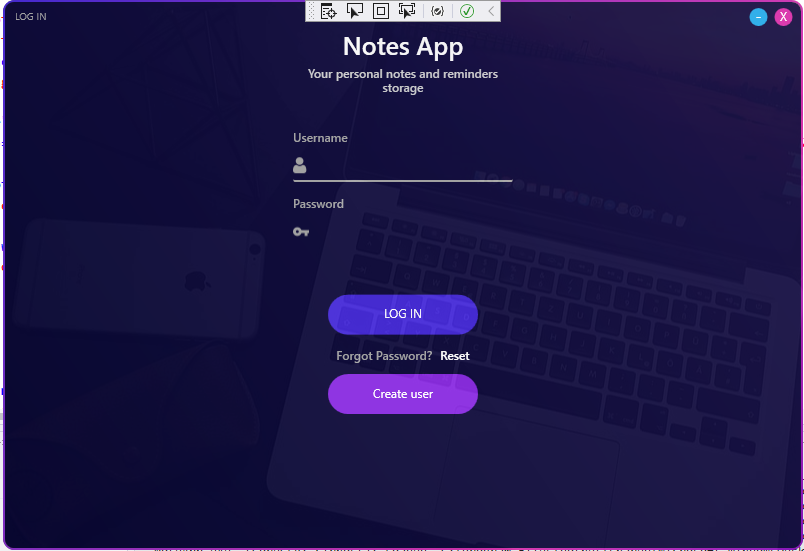 LOG IN
–
X
Notes App
Your personal notes and reminders
storage
Username
Password
LOG IN
Forgot Password? Reset
Create user